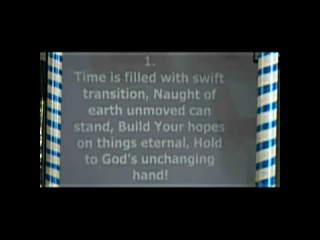 1.
Time is filled with swift
transition, Naught of
earth unmoved can
stand, Build Your hopes
on things eternal, Hold
to God's unchanging
hand!